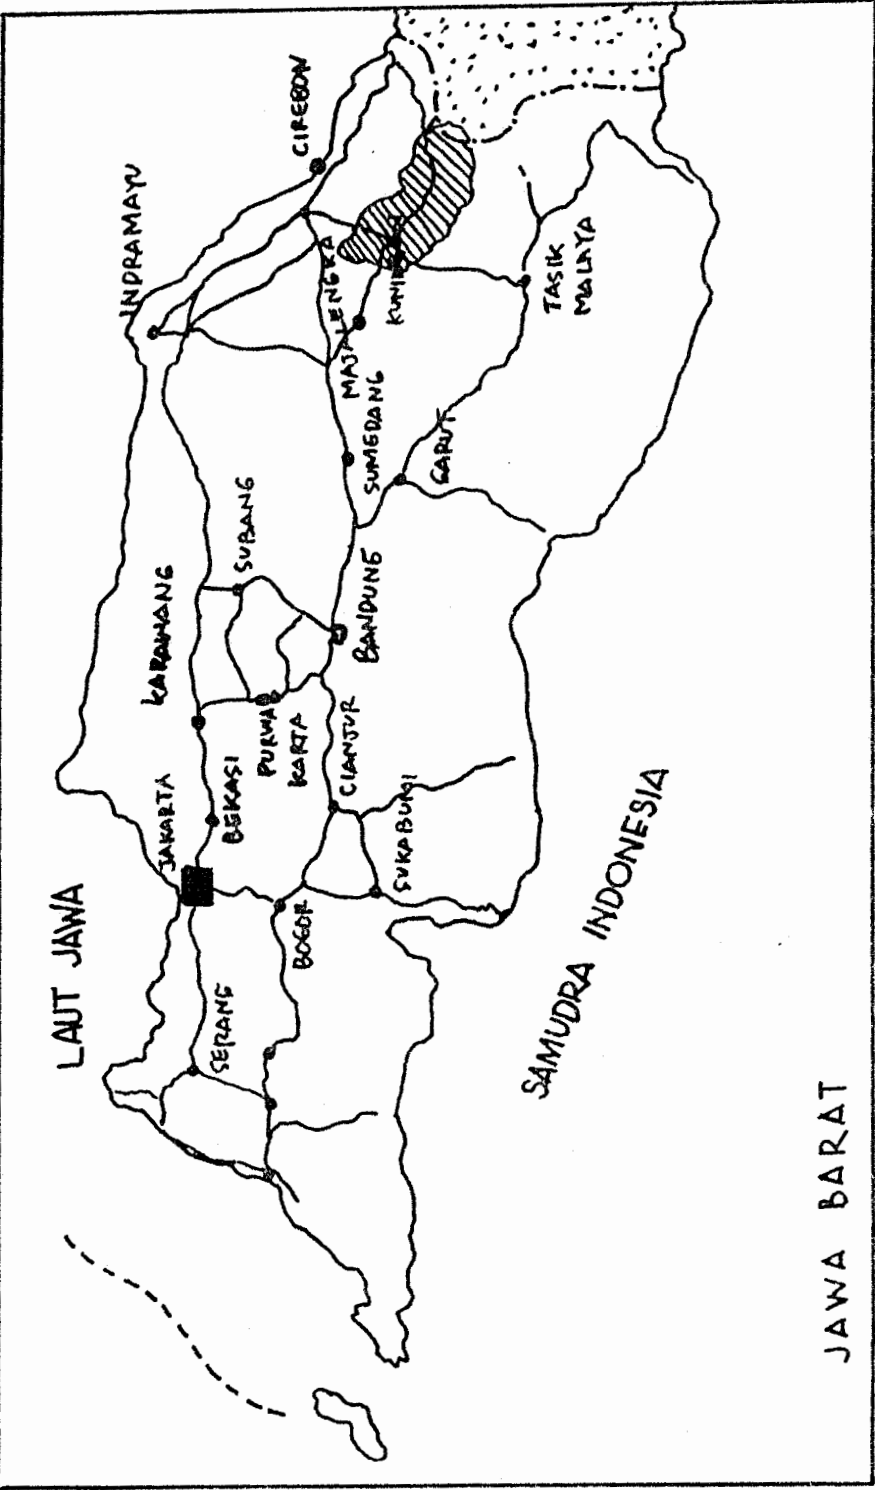 LAUT JAWA
SERANG
JAKARTA
BOGOR
BEKASI
SUKABUMI
KARAWANG
PURWA
KARTA
CIANJUR
SUBANG
BANDUNG
INDRAMAYU
SUMEDANG
GARUT
MAJALENGKA
CIREBON
TASIK
MALAYA
SAMUDRA INDONESIA
JAWA BARAT